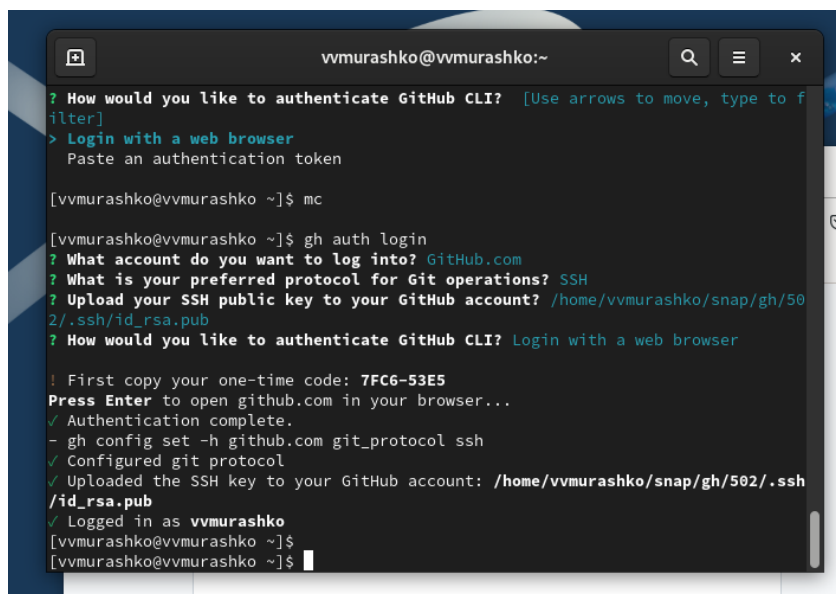 vvmurashko@vvmurashko:~
? How would you like to authenticate GitHub CLI?  [Use arrows to move, type to f
ilter]
> Login with a web browser
  Paste an authentication token
[vvmurashko@vvmurashko ~]$ mc
[vvmurashko@vvmurashko ~]$ gh auth login
? What account do you want to log into? GitHub.com
? What is your preferred protocol for Git operations? SSH
? Upload your SSH public key to your GitHub account? /home/vvmurashko/snap/gh/50
2/.ssh/id_rsa.pub
? How would you like to authenticate GitHub CLI? Login with a web browser
! First copy your one-time code: 7FC6-53E5
Press Enter to open github.com in your browser...
✓ Authentication complete.
- gh config set -h github.com git_protocol ssh
✓ Configured git protocol
✓ Uploaded the SSH key to your GitHub account: /home/vvmurashko/snap/gh/502/.ssh
/id_rsa.pub
✓ Logged in as vvmurashko
[vvmurashko@vvmurashko ~]$
[vvmurashko@vvmurashko ~]$